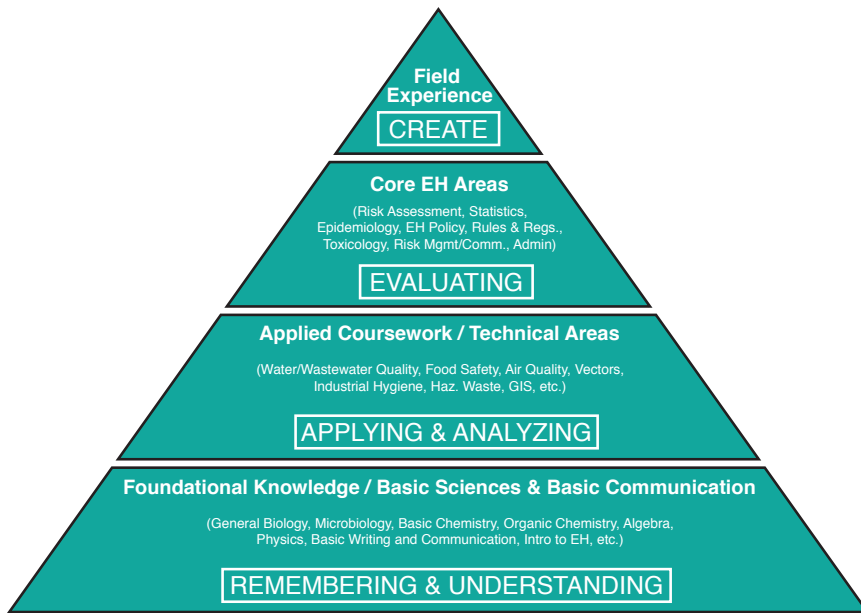 Field
Experience
CREATE
Core EH Areas
(Risk Assessment, Statistics,
Epidemiology, EH Policy, Rules & Regs.,
Toxicology, Risk Mgmt/Comm., Admin)
EVALUATING
Applied Coursework / Technical Areas
(Water/Wastewater Quality, Food Safety, Air Quality, Vectors,
Industrial Hygiene, Haz. Waste, GIS, etc.)
APPLYING & ANALYZING
Foundational Knowledge / Basic Sciences & Basic Communication
(General Biology, Microbiology, Basic Chemistry, Organic Chemistry, Algebra,
Physics, Basic Writing and Communication, Intro to EH, etc.)
REMEMBERING & UNDERSTANDING